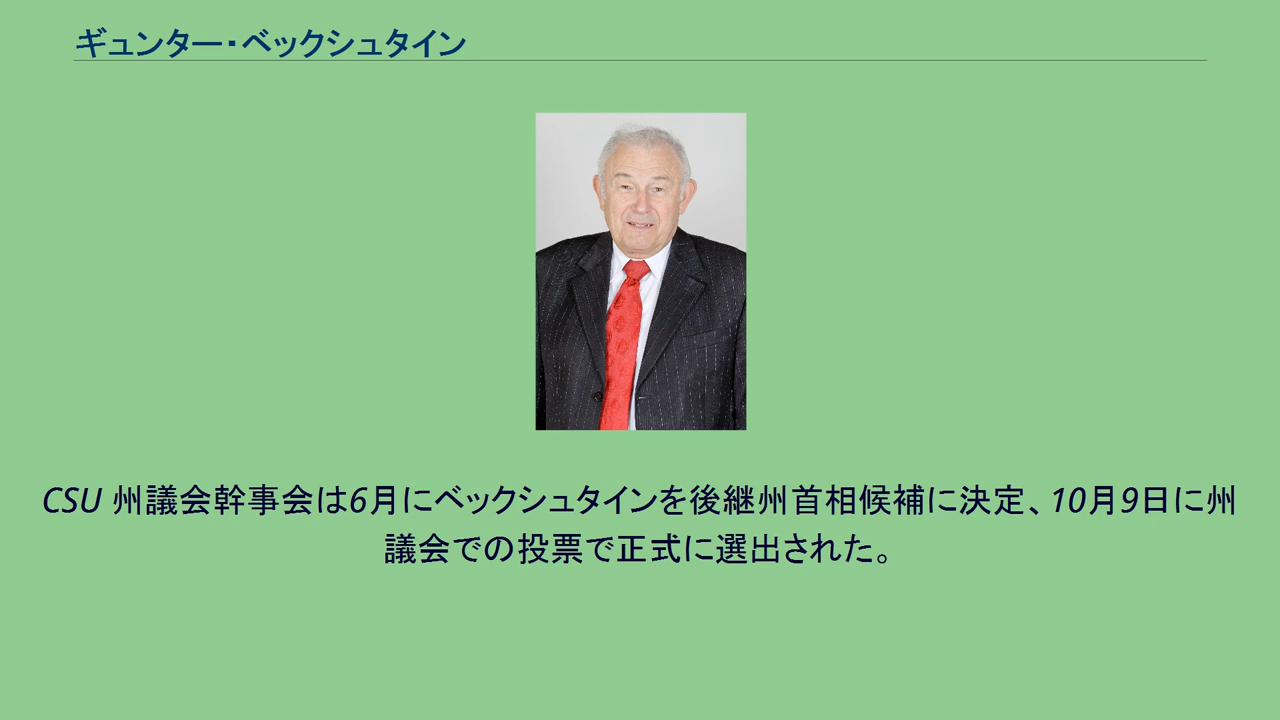 ギュンター・ベックシュタイン
CSU 州議会幹事会は6月にベックシュタインを後継州首相候補に決定、10月9日に州
議会での投票で正式に選出された。